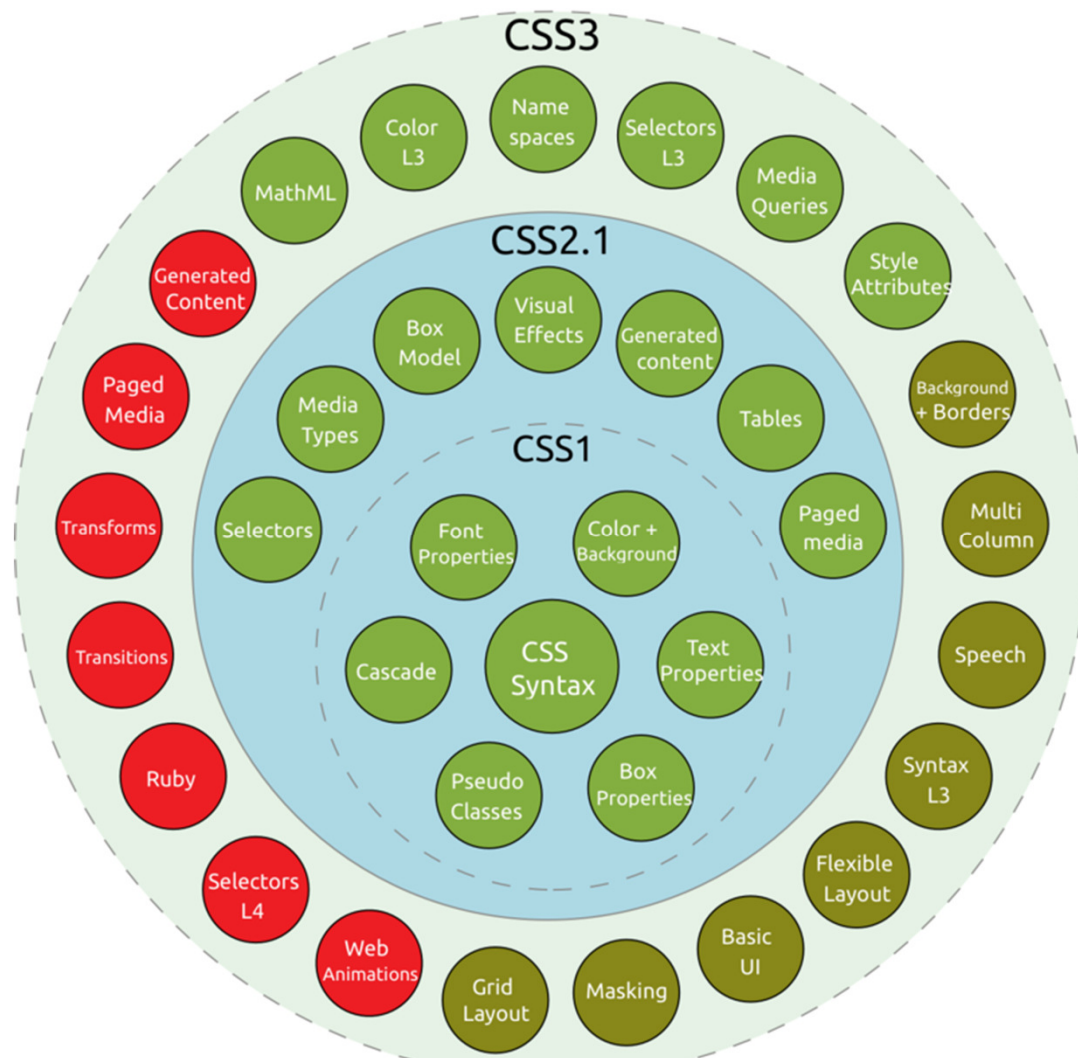 CSS3
Name
spaces
Color
L3
Selectors
L3
MathML
Media
Queries
Generated
Content
Style
Attributes
Paged
Media
Background
+ Borders
Transforms
Multi
Column
Transitions
Speech
Ruby
Syntax
L3
Selectors
L4
Flexible
Layout
Web
Animations
Basic
UI
Grid
Layout
Masking
CSS2.1
Visual
Effects
Box
Model
Generated
content
Media
Types
Tables
Selectors
Paged
media
CSS1
Font
Properties
Color +
Background
Cascade
CSS
Syntax
Text
Properties
Pseudo
Classes
Box
Properties